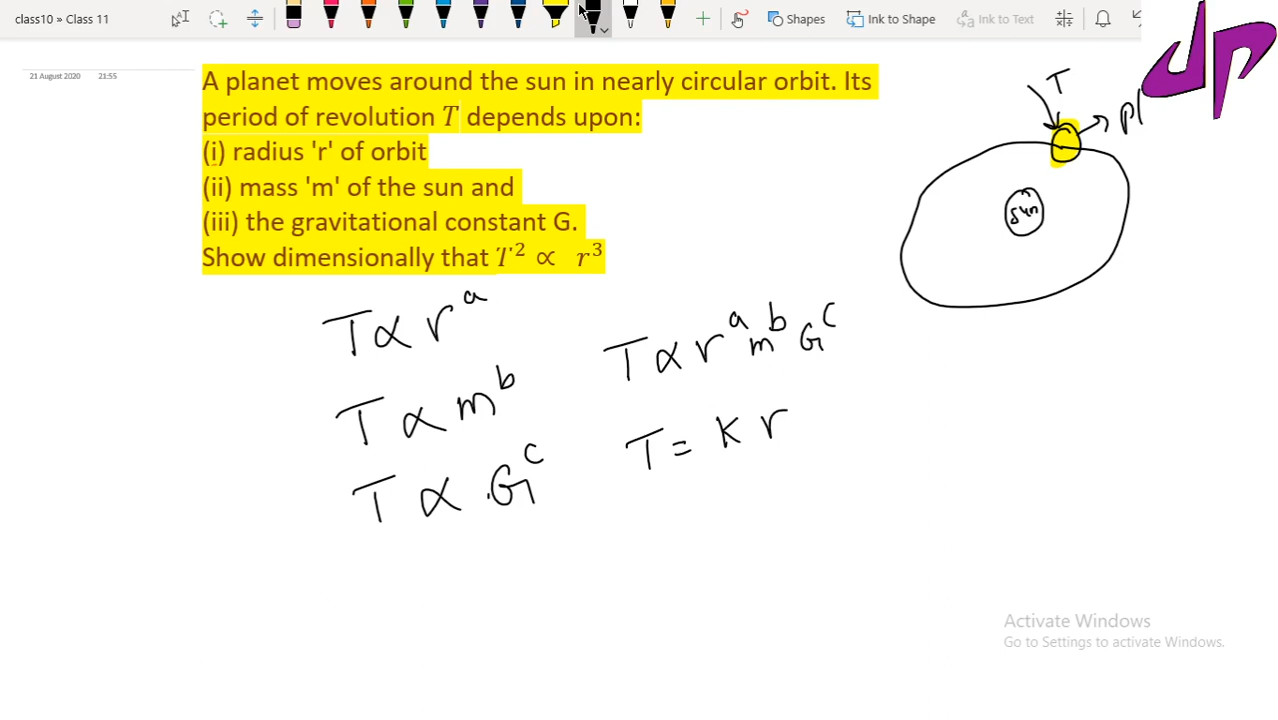 class10 » Class 11
Shapes
Ink to Shape
Ink to Text
dp
21 August 2020 21:55
A planet moves around the sun in nearly circular orbit. Its
period of revolution T depends upon:
(i) radius 'r' of orbit
(ii) mass 'm' of the sun and
(iii) the gravitational constant G.
Show dimensionally that T² ∝ r³
T
pl
sun
T ∝ r^a
T ∝ m^b
T ∝ G^c
T ∝ r^a m^b G^c
T = K r
Activate Windows
Go to Settings to activate Windows.